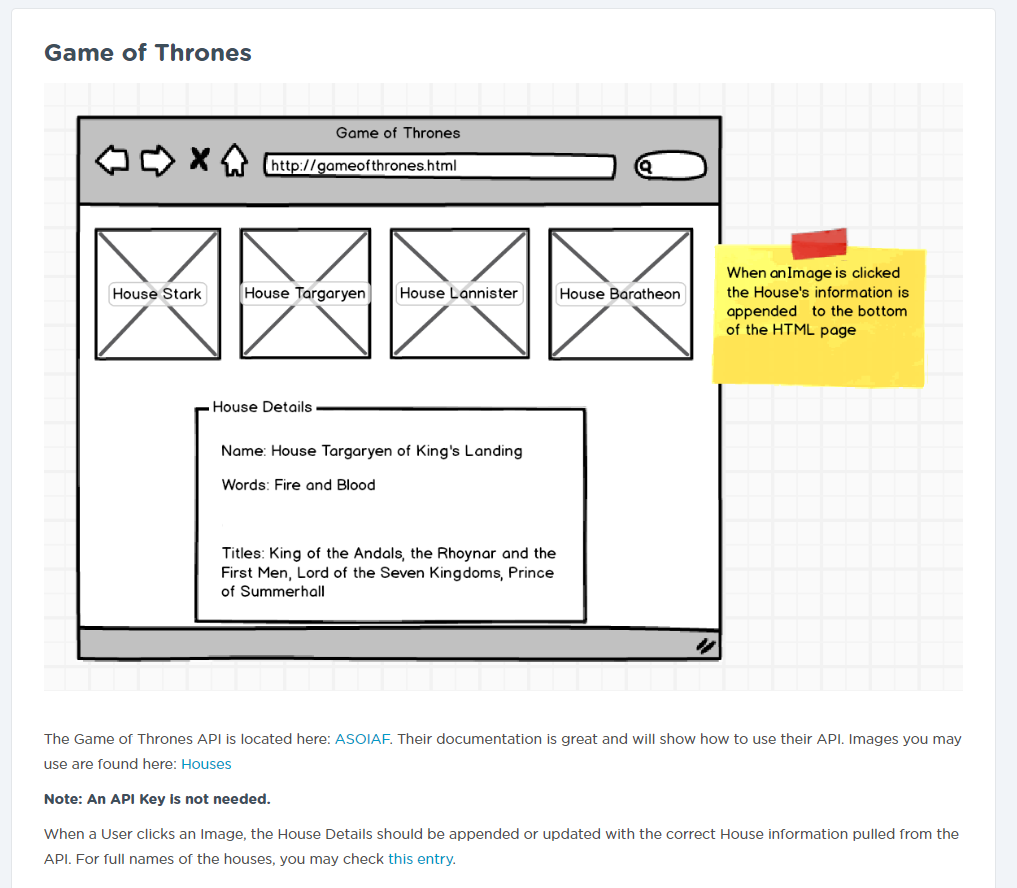 Game of Thrones
Game of Thrones
http://gameofthrones.html
House Stark
House Targaryen
House Lannister
House Baratheon
When anImage is clicked
the House's information is
appended to the bottom
of the HTML page
House Details
Name: House Targaryen of King's Landing
Words: Fire and Blood
Titles: King of the Andals, the Rhoynar and the
First Men, Lord of the Seven Kingdoms, Prince
of Summerhall
The Game of Thrones API is located here: ASOIAF. Their documentation is great and will show how to use their API. Images you may
use are found here: Houses
Note: An API Key is not needed.
When a User clicks an Image, the House Details should be appended or updated with the correct House information pulled from the
API. For full names of the houses, you may check this entry.